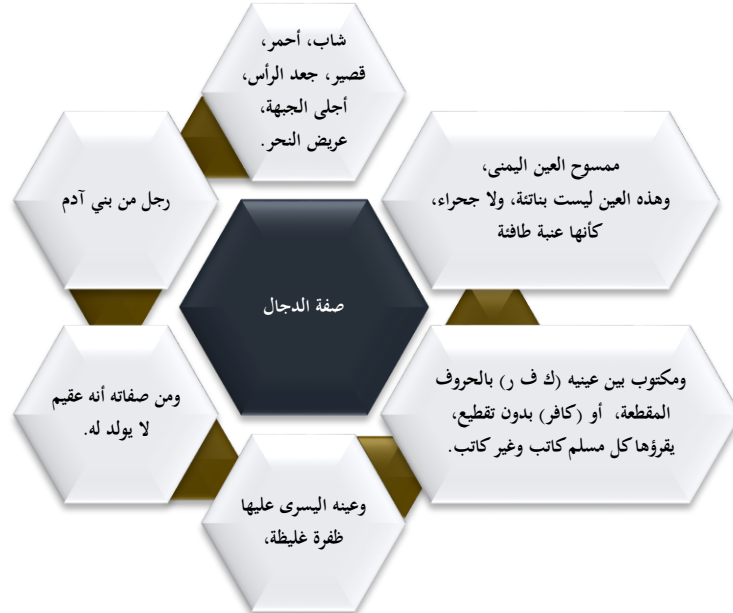 صفة الدجال
رجل من بني آدم
شاب، أحمر،
قصير، جعد الرأس،
أجلى الجبهة،
عريض النحر.
ممسوح العين اليمنى،
وهذه العين ليست بناتئة، ولا جحراء،
كأنها عنبة طافئة
ومكتوب بين عينيه (ك ف ر) بالحروف
المقطعة، أو (كافر) بدون تقطيع،
يقرؤها كل مسلم كاتب وغير كاتب.
وعينه اليسرى عليها
ظفرة غليظة،
ومن صفاته أنه عقيم
لا يولد له.